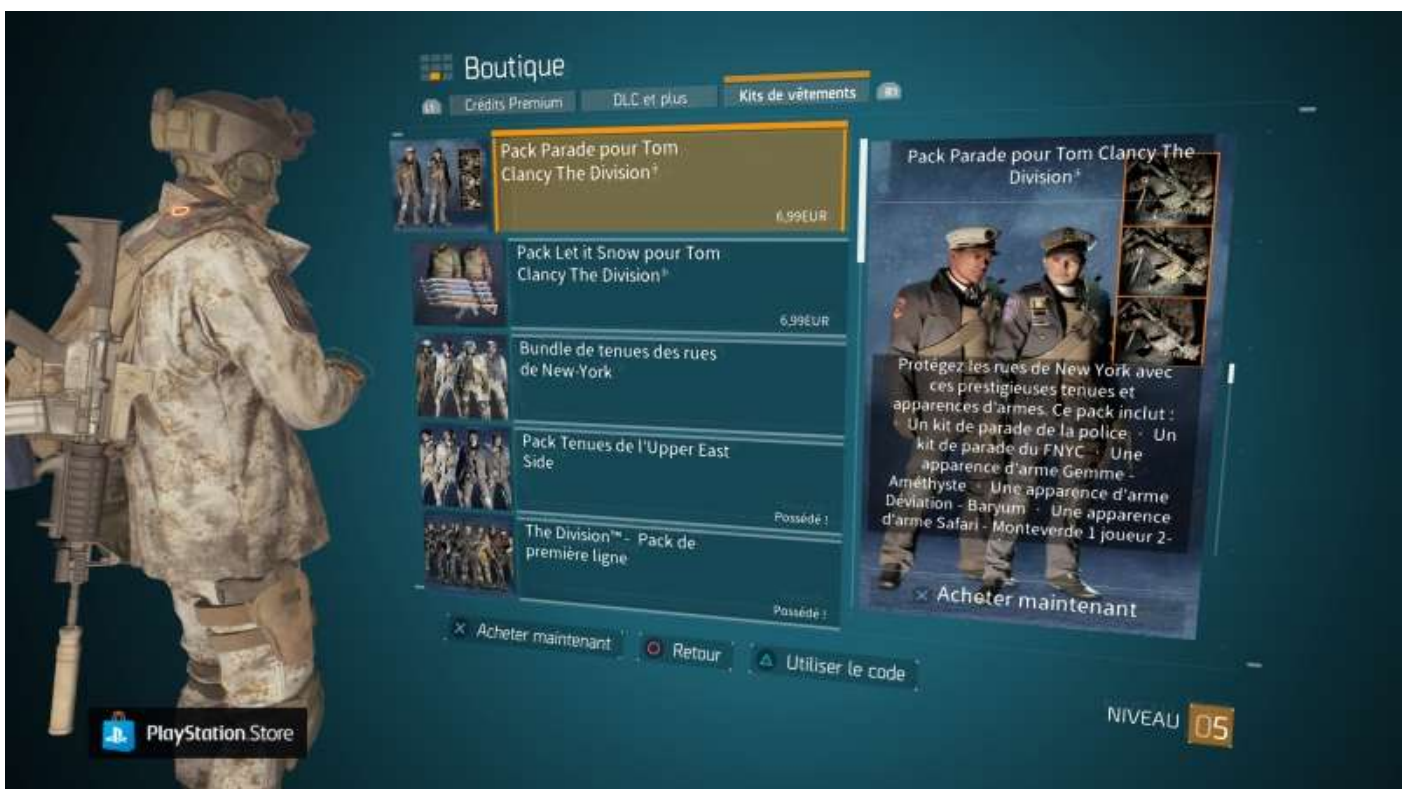 Boutique
L1 Crédits Premium DLC et plus Kits de vêtements R1
Pack Parade pour Tom
Clancy The Division®
6,99EUR
Pack Let it Snow pour Tom
Clancy The Division®
6,99EUR
Bundle de tenues des rues
de New-York
Pack Tenues de l'Upper East
Side
Possédé !
The Division™ - Pack de
première ligne
Possédé !
Pack Parade pour Tom Clancy The
Division®
Protégez les rues de New York avec
ces prestigieuses tenues et
apparences d'armes. Ce pack inclut :
Un kit de parade de la police · Un
kit de parade du FNYC · Une
apparence d'arme Gemme -
Améthyste · Une apparence d'arme
Déviation - Baryum · Une apparence
d'arme Safari - Monteverde 1 joueur 2-
Acheter maintenant
Acheter maintenant Retour Utiliser le code
NIVEAU 05
PlayStation Store